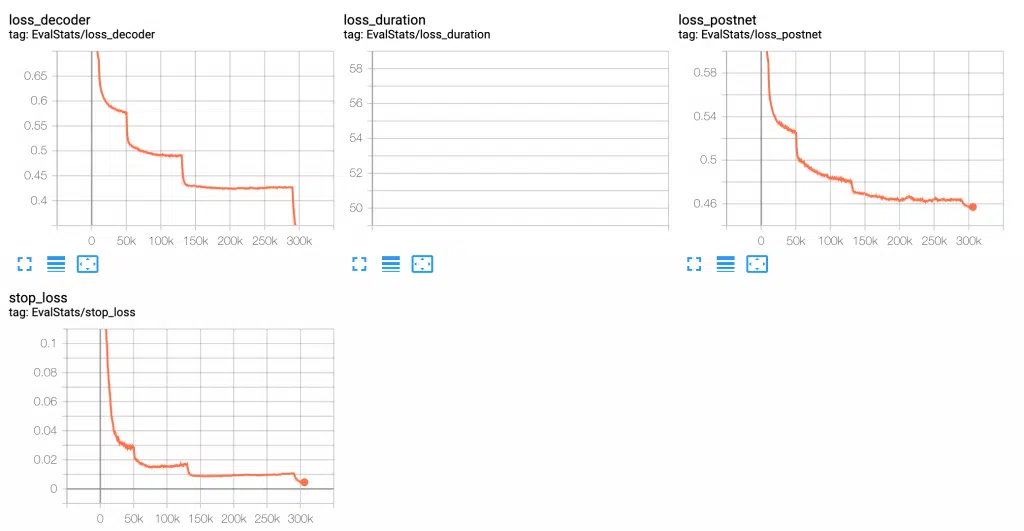 loss_decoder
tag: EvalStats/loss_decoder
0.65
0.6
0.55
0.5
0.45
0.4
0 50k 100k 150k 200k 250k 300k
loss_duration
tag: EvalStats/loss_duration
58
56
54
52
50
loss_postnet
tag: EvalStats/loss_postnet
0.58
0.54
0.5
0.46
0 50k 100k 150k 200k 250k 300k
stop_loss
tag: EvalStats/stop_loss
0.1
0.08
0.06
0.04
0.02
0
0 50k 100k 150k 200k 250k 300k